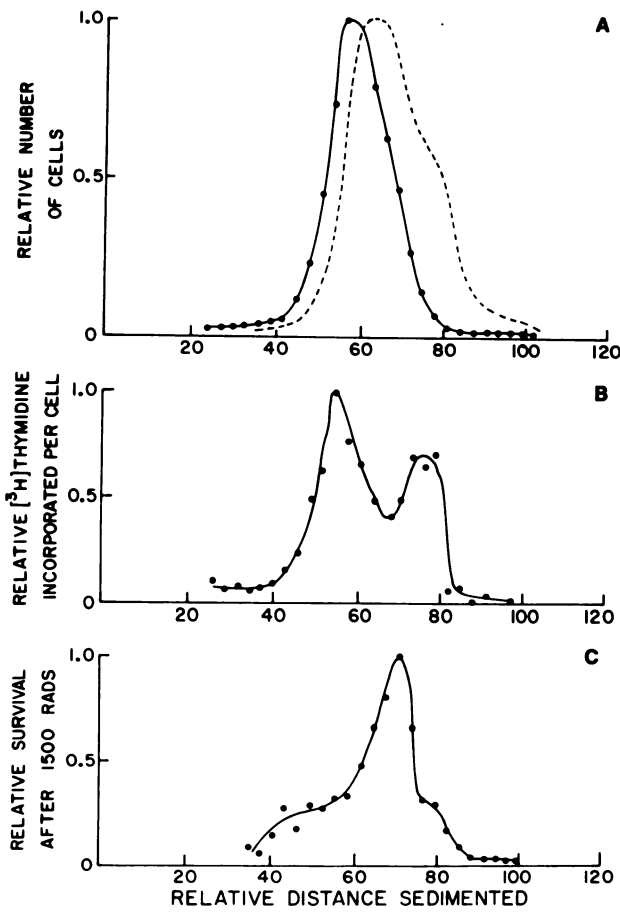 A
RELATIVE NUMBER
OF CELLS
1.0
0.5
0
20 40 60 80 100 120
B
RELATIVE [³H]THYMIDINE
INCORPORATED PER CELL
1.0
0.5
0
20 40 60 80 100 120
C
RELATIVE SURVIVAL
AFTER 1500 RADS
1.0
0.5
0
20 40 60 80 100 120
RELATIVE DISTANCE SEDIMENTED